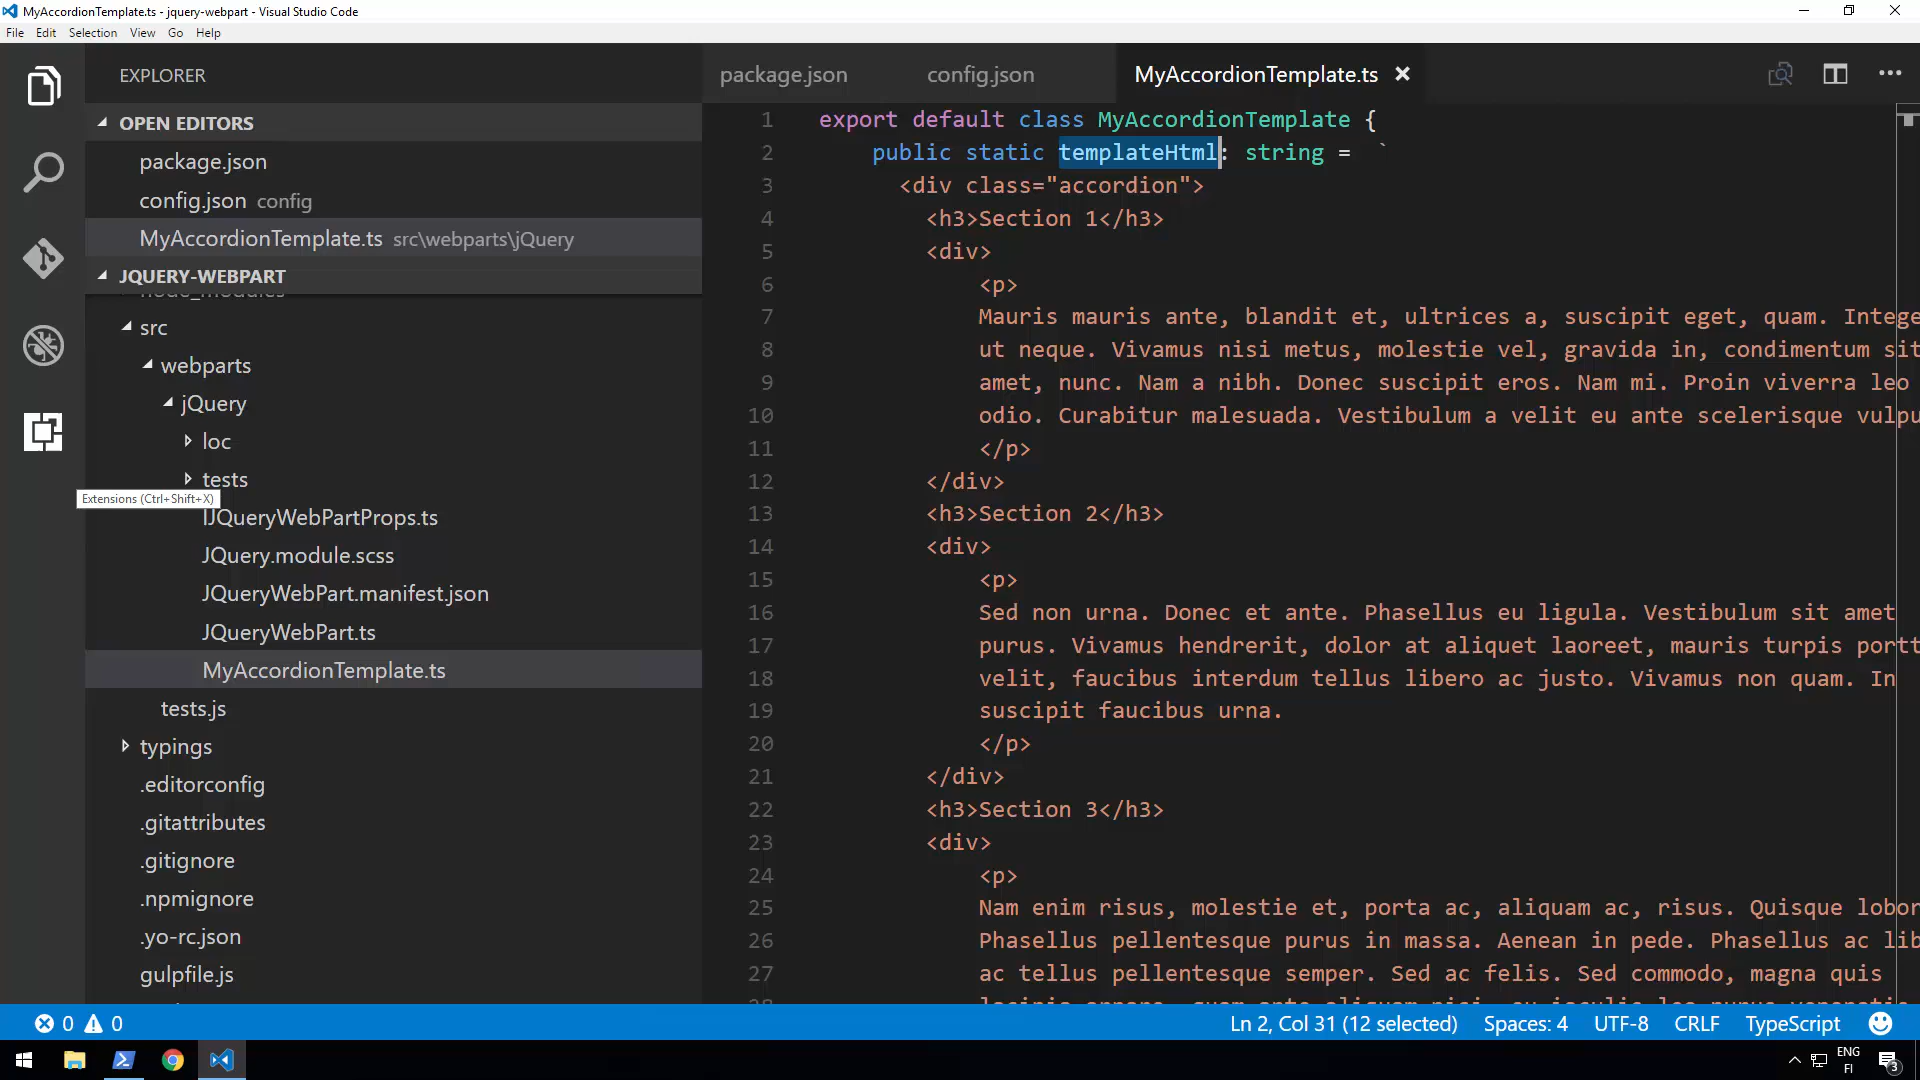 MyAccordionTemplate.ts - jquery-webpart - Visual Studio Code
File Edit Selection View Go Help
EXPLORER
OPEN EDITORS
package.json
config.json config
MyAccordionTemplate.ts src\webparts\jQuery
JQUERY-WEBPART
node_modules
src
webparts
jQuery
loc
tests
Extensions (Ctrl+Shift+X)
IJQueryWebPartProps.ts
JQuery.module.scss
JQueryWebPart.manifest.json
JQueryWebPart.ts
MyAccordionTemplate.ts
tests.js
typings
.editorconfig
.gitattributes
.gitignore
.npmignore
.yo-rc.json
gulpfile.js
package.json config.json MyAccordionTemplate.ts
1 export default class MyAccordionTemplate {
2 public static templateHtml: string = `
3 <div class="accordion">
4 <h3>Section 1</h3>
5 <div>
6 <p>
7 Mauris mauris ante, blandit et, ultrices a, suscipit eget, quam. Intege
8 ut neque. Vivamus nisi metus, molestie vel, gravida in, condimentum sit
9 amet, nunc. Nam a nibh. Donec suscipit eros. Nam mi. Proin viverra leo
10 odio. Curabitur malesuada. Vestibulum a velit eu ante scelerisque vulpu
11 </p>
12 </div>
13 <h3>Section 2</h3>
14 <div>
15 <p>
16 Sed non urna. Donec et ante. Phasellus eu ligula. Vestibulum sit amet
17 purus. Vivamus hendrerit, dolor at aliquet laoreet, mauris turpis portt
18 velit, faucibus interdum tellus libero ac justo. Vivamus non quam. In
19 suscipit faucibus urna.
20 </p>
21 </div>
22 <h3>Section 3</h3>
23 <div>
24 <p>
25 Nam enim risus, molestie et, porta ac, aliquam ac, risus. Quisque lobor
26 Phasellus pellentesque purus in massa. Aenean in pede. Phasellus ac lib
27 ac tellus pellentesque semper. Sed ac felis. Sed commodo, magna quis
0 0
Ln 2, Col 31 (12 selected) Spaces: 4 UTF-8 CRLF TypeScript
ENG
FI
3